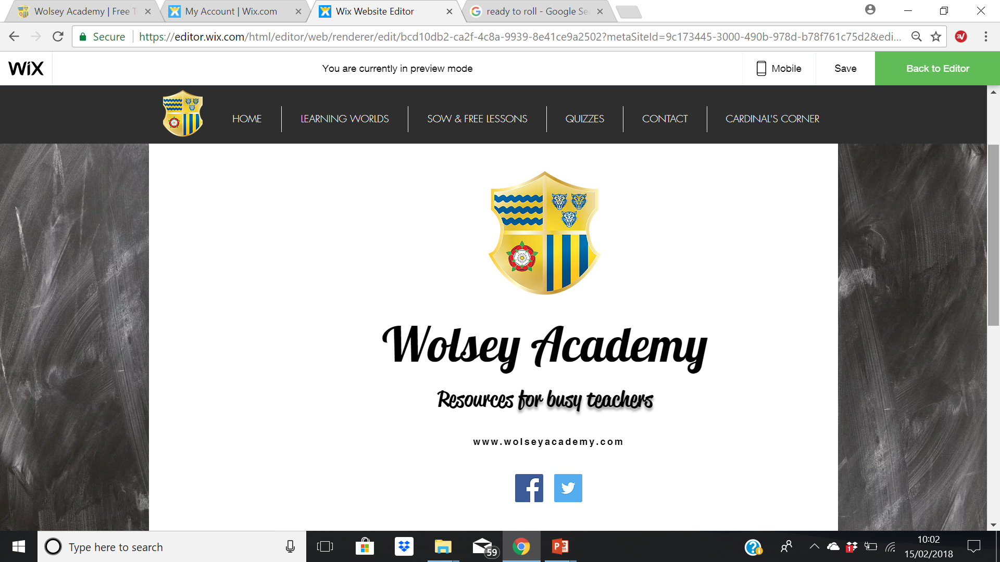 Wolsey Academy | Free T
My Account | Wix.com
Wix Website Editor
ready to roll - Google Se
Secure
https://editor.wix.com/html/editor/web/renderer/edit/bcd10db2-ca2f-4c8a-9939-8e41ce9a2502?metaSiteId=9c173445-3000-490b-978d-b78f761c75d2&edi...
WiX
You are currently in preview mode
Mobile
Save
Back to Editor
HOME
LEARNING WORLDS
SOW & FREE LESSONS
QUIZZES
CONTACT
CARDINAL'S CORNER
Wolsey Academy
Resources for busy teachers
www.wolseyacademy.com
Type here to search
59
1
10:02
15/02/2018